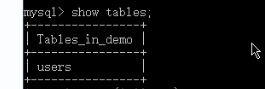 mysql> show tables;
+----------------+
| Tables_in_demo |
+----------------+
| users          |
+----------------+